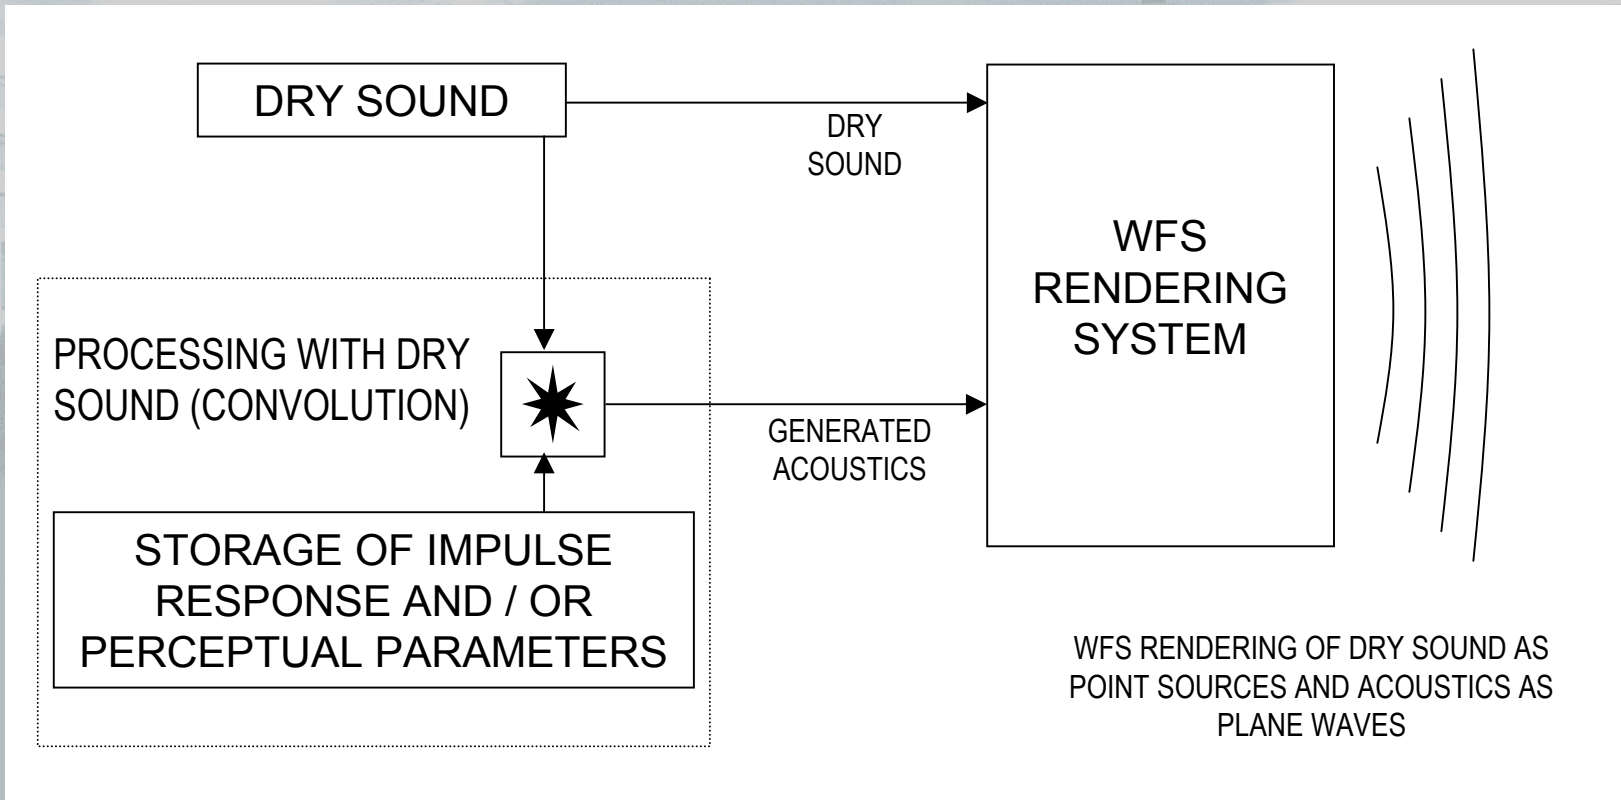 DRY SOUND
DRY
SOUND
WFS
RENDERING
SYSTEM
PROCESSING WITH DRY
SOUND (CONVOLUTION)
GENERATED
ACOUSTICS
STORAGE OF IMPULSE
RESPONSE AND / OR
PERCEPTUAL PARAMETERS
WFS RENDERING OF DRY SOUND AS
POINT SOURCES AND ACOUSTICS AS
PLANE WAVES